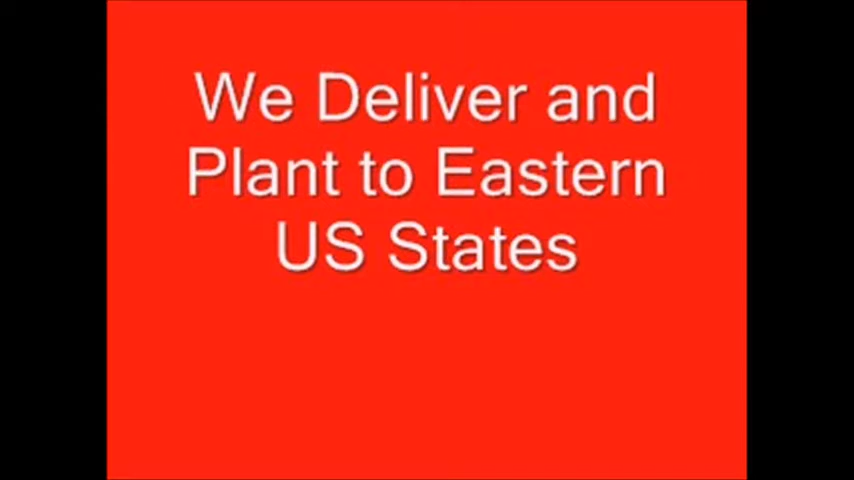 We Deliver and
Plant to Eastern
US States